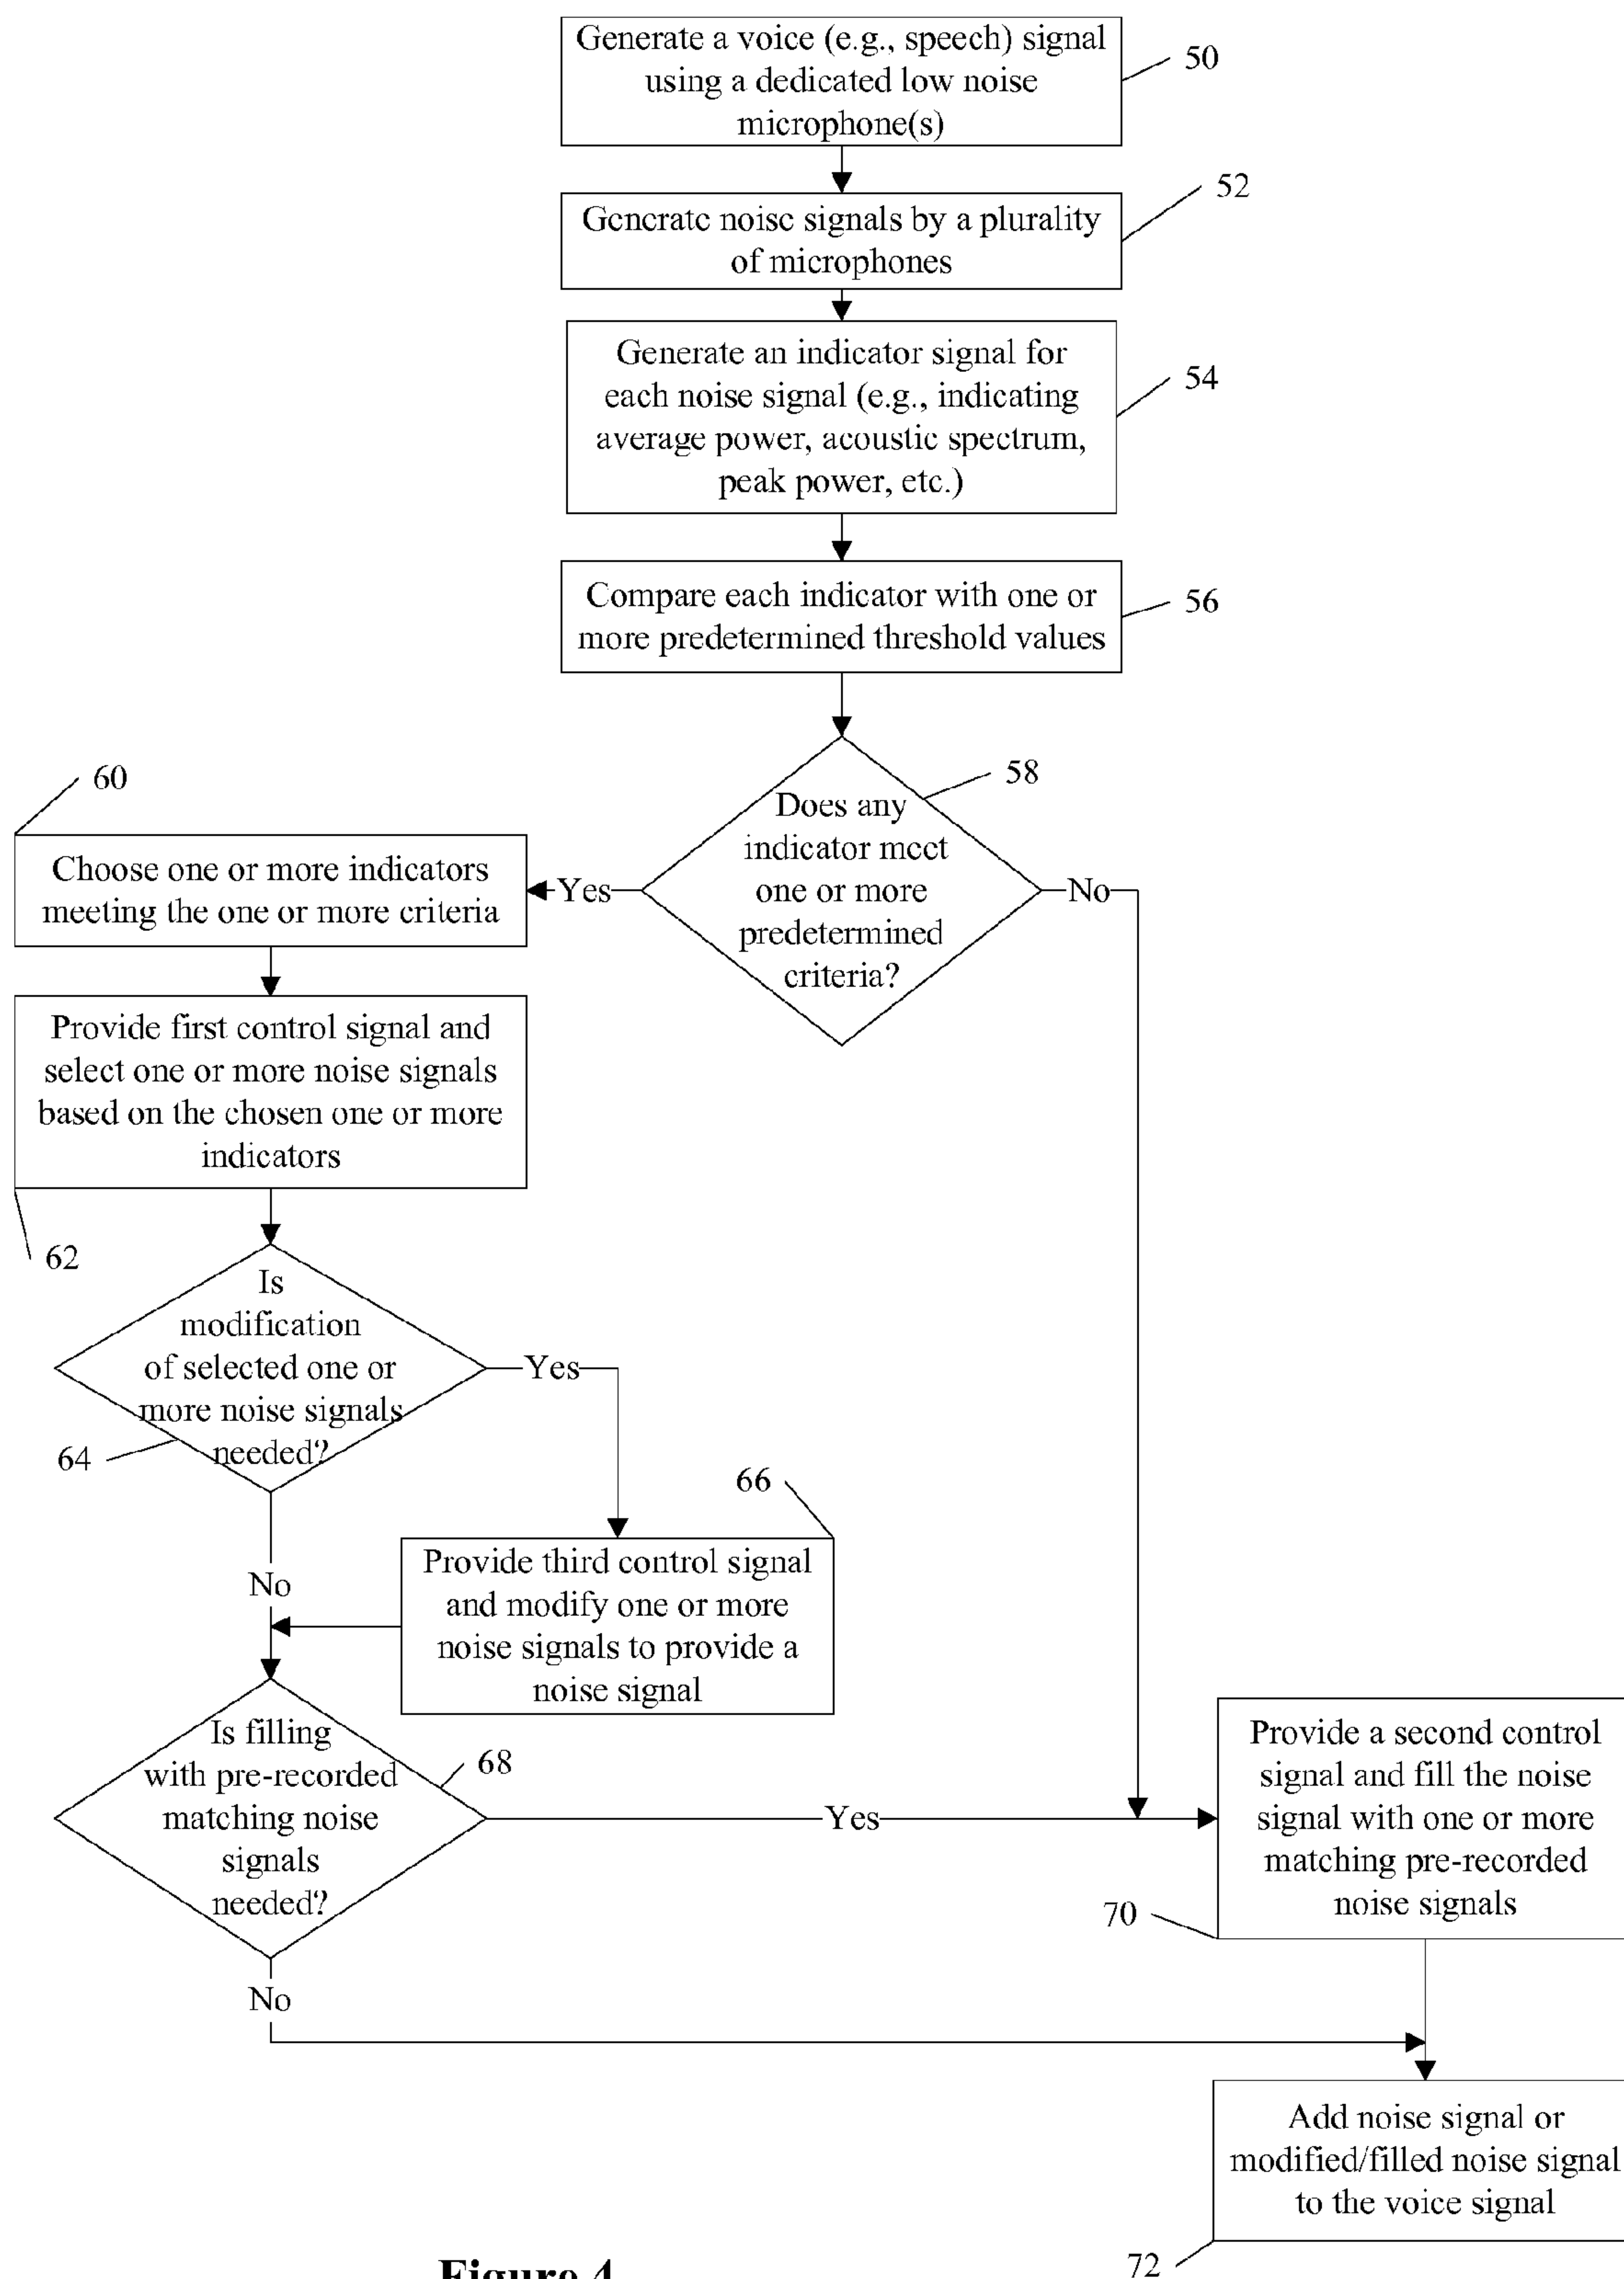 Generate a voice (e.g., speech) signal
using a dedicated low noise
microphone(s)
50
Generate noise signals by a plurality
of microphones
52
Generate an indicator signal for
each noise signal (e.g., indicating
average power, acoustic spectrum,
peak power, etc.)
54
Compare each indicator with one or
more predetermined threshold values
56
Does any
indicator meet
one or more
predetermined
criteria?
58
Yes
No
60
Choose one or more indicators
meeting the one or more criteria
Provide first control signal and
select one or more noise signals
based on the chosen one or more
indicators
62
Is
modification
of selected one or
more noise signals
needed?
64
Yes
No
66
Provide third control signal
and modify one or more
noise signals to provide a
noise signal
Is filling
with pre-recorded
matching noise
signals
needed?
68
Yes
No
Provide a second control
signal and fill the noise
signal with one or more
matching pre-recorded
noise signals
70
Add noise signal or
modified/filled noise signal
to the voice signal
72
Figure 4